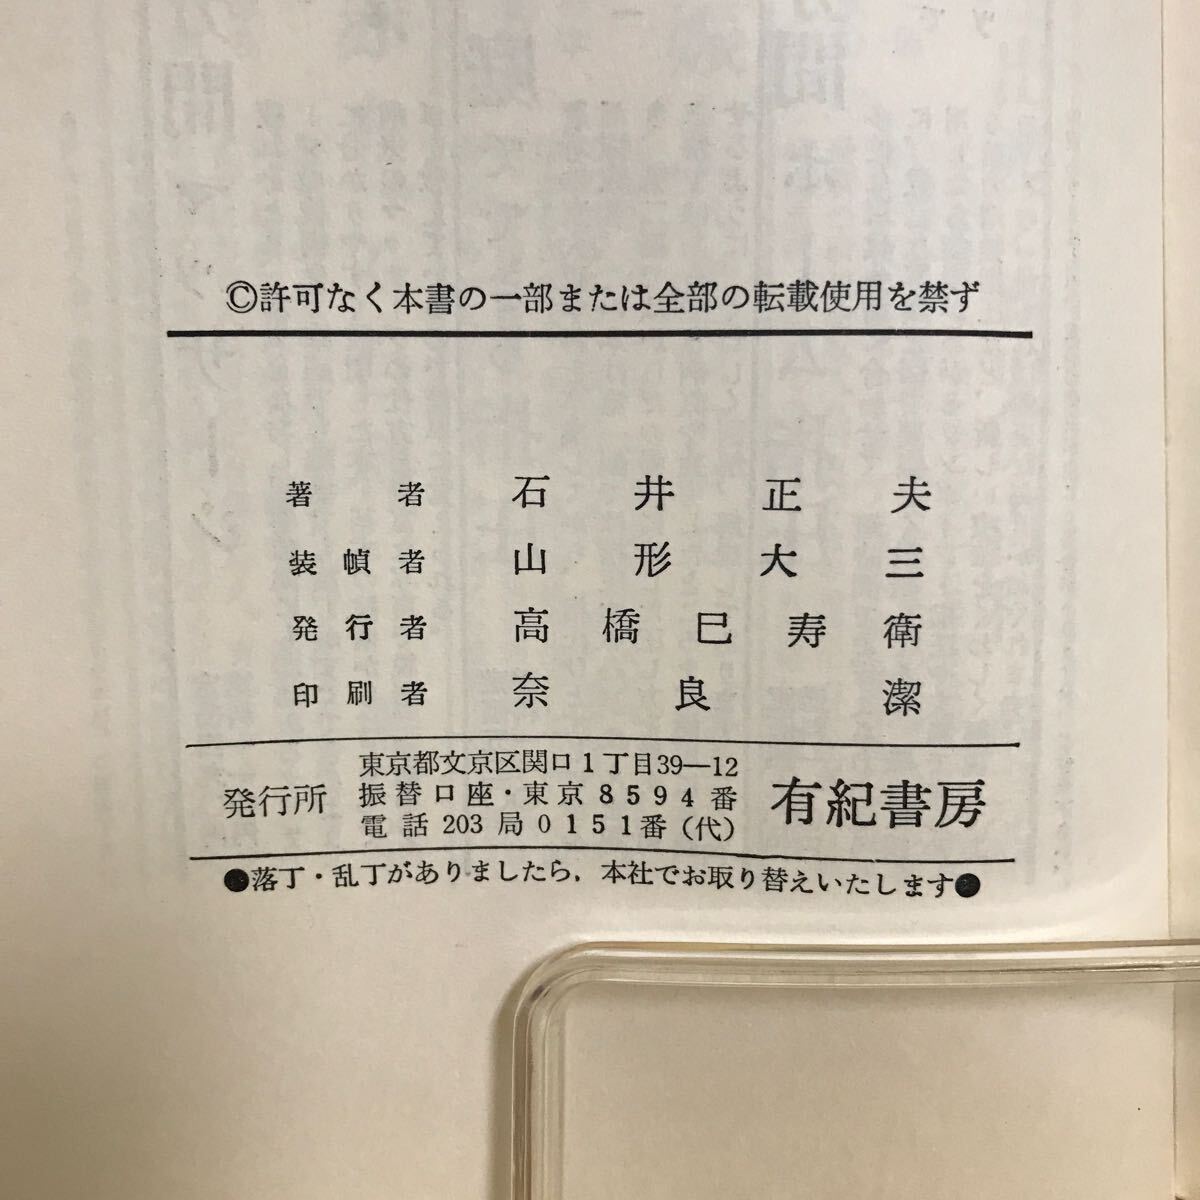 ©許可なく本書の一部または全部の転載使用を禁ず
著者 石井正夫
装幀者 山形大三
発行者 高橋巳寿衛
印刷者 奈良潔
発行所
東京都文京区関口1丁目39—12
振替口座・東京8594番
電話203局0151番(代)
有紀書房
●落丁・乱丁がありましたら，本社でお取り替えいたします●